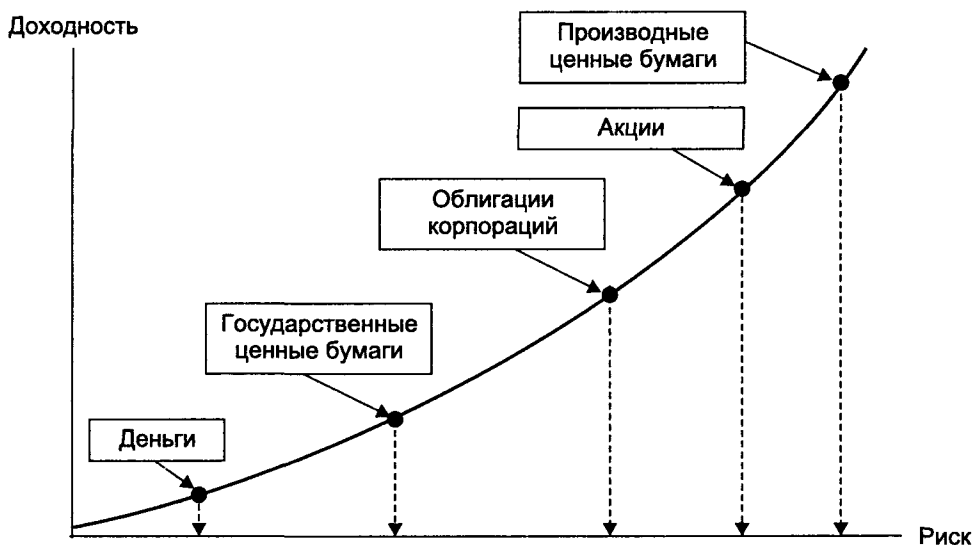 Доходность
Производные
ценные бумаги
Акции
Облигации
корпораций
Государственные
ценные бумаги
Деньги
Риск